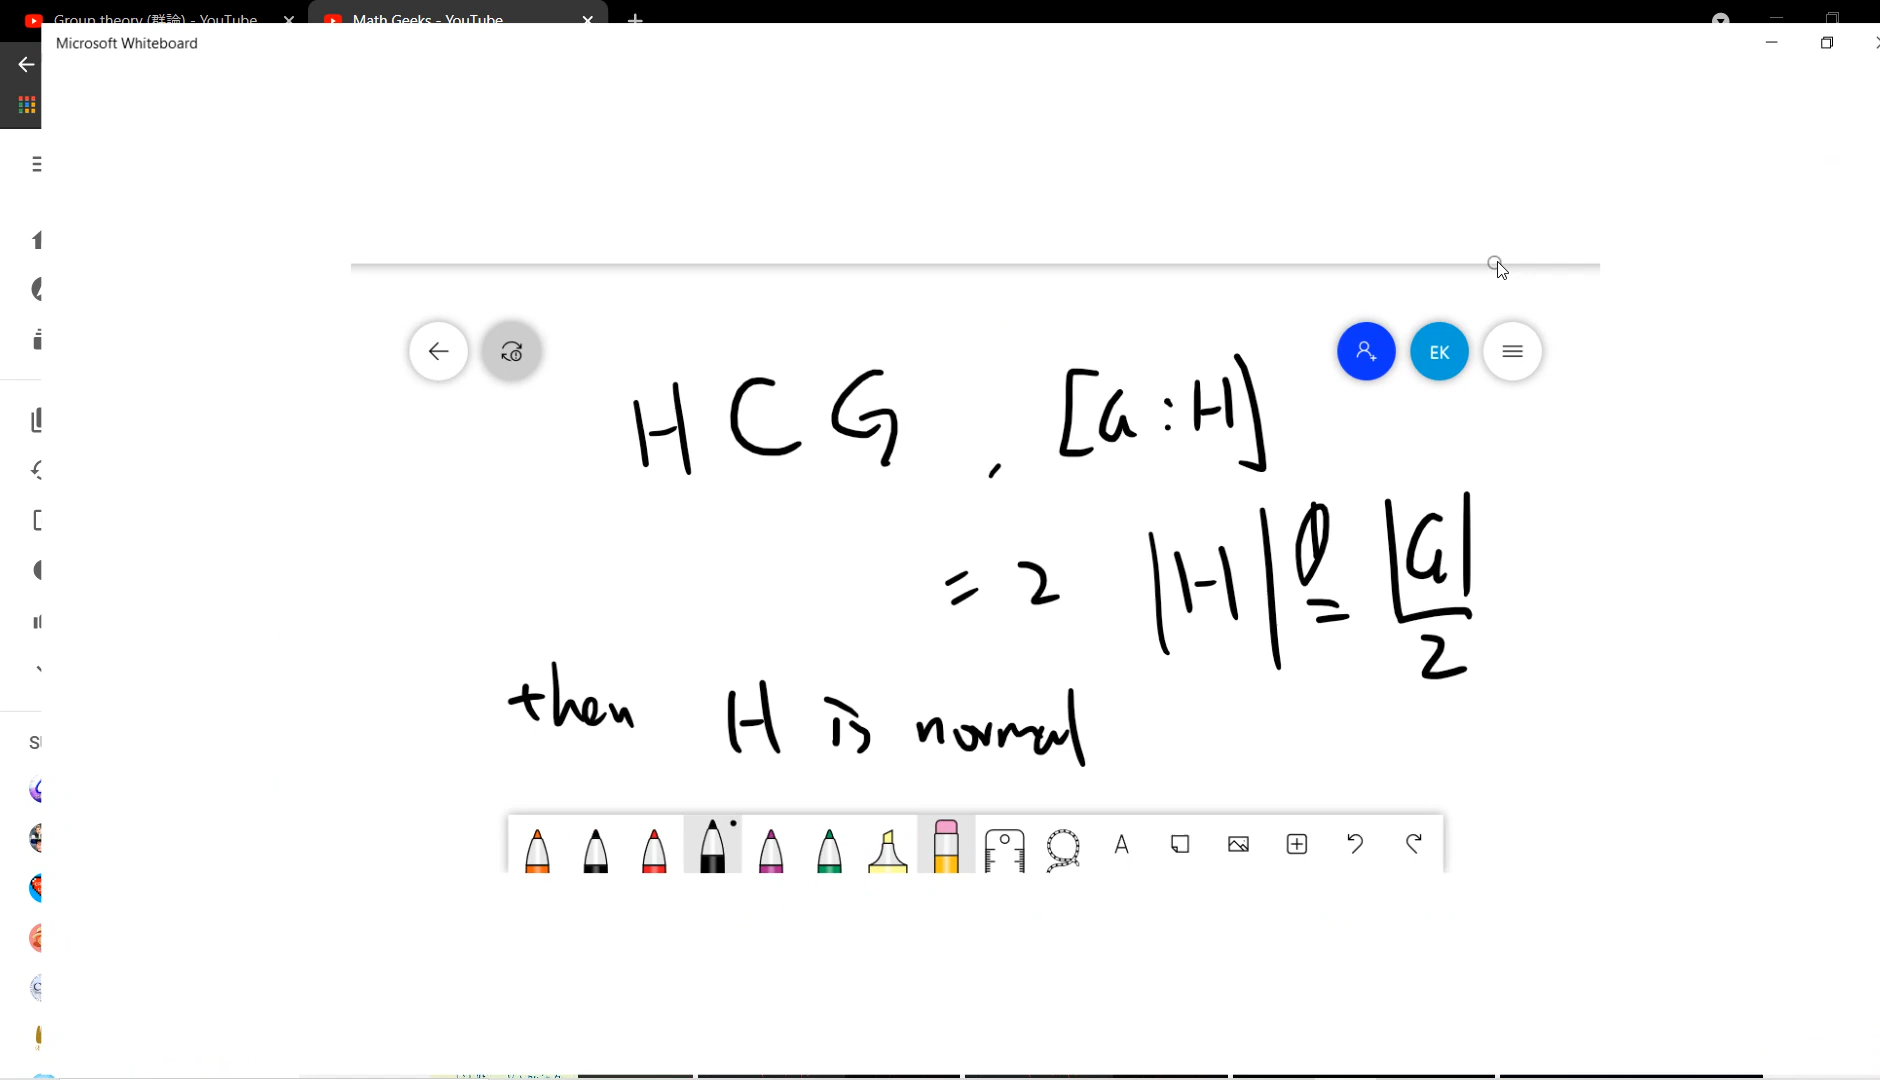 Group theory (群論) - YouTube
Math Geeks - YouTube
Microsoft Whiteboard
EK
H ⊂ G , [G : H]
= 2 |H| = |G|/2
then H is normal
A